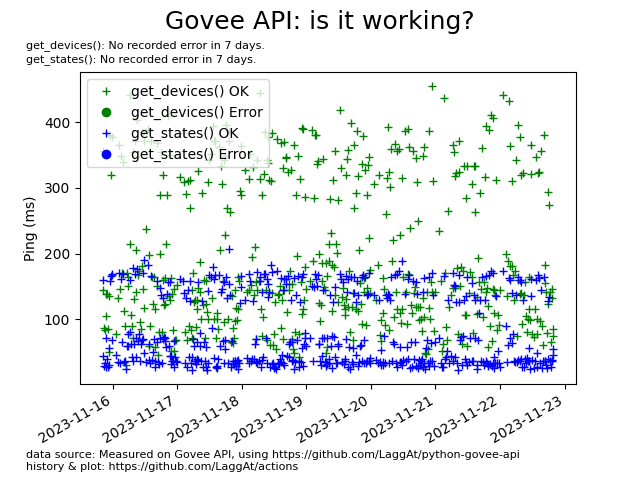 Govee API: is it working?
get_devices(): No recorded error in 7 days.
get_states(): No recorded error in 7 days.
get_devices() OK
get_devices() Error
get_states() OK
get_states() Error
Ping (ms)
400
300
200
100
2023-11-16
2023-11-17
2023-11-18
2023-11-19
2023-11-20
2023-11-21
2023-11-22
2023-11-23
data source: Measured on Govee API, using https://github.com/LaggAt/python-govee-api
history & plot: https://github.com/LaggAt/actions